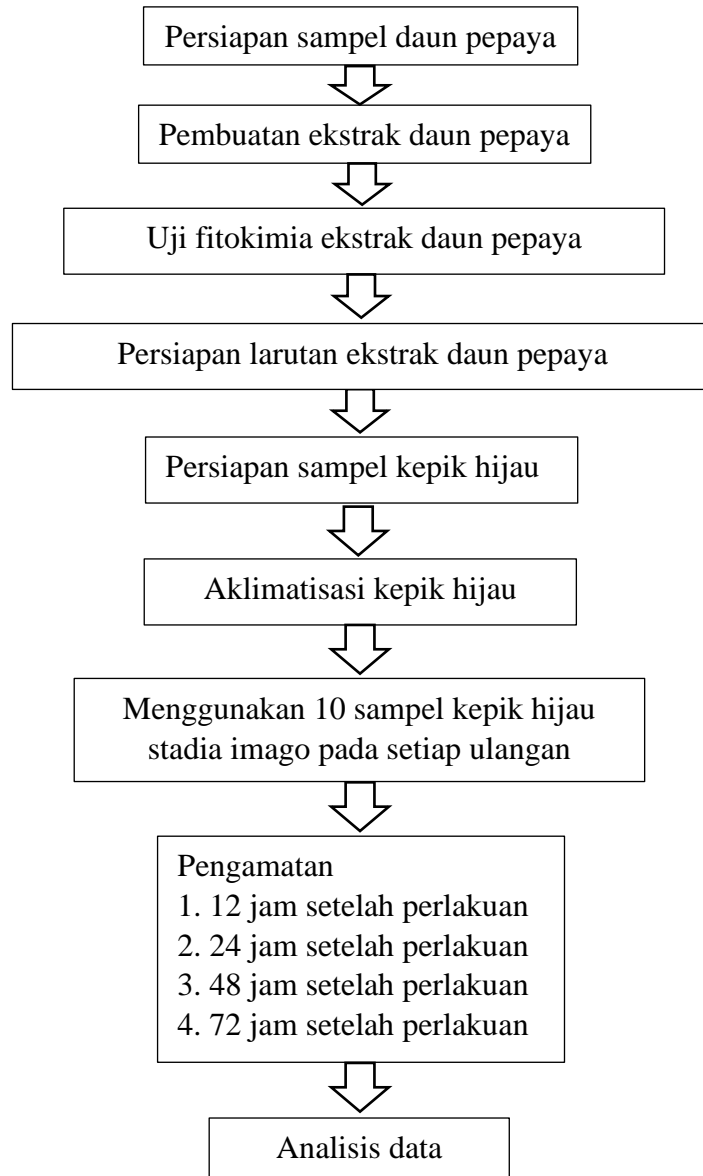 Persiapan sampel daun pepaya
Pembuatan ekstrak daun pepaya
Uji fitokimia ekstrak daun pepaya
Persiapan larutan ekstrak daun pepaya
Persiapan sampel kepik hijau
Aklimatisasi kepik hijau
Menggunakan 10 sampel kepik hijau
stadia imago pada setiap ulangan
Pengamatan
1. 12 jam setelah perlakuan
2. 24 jam setelah perlakuan
3. 48 jam setelah perlakuan
4. 72 jam setelah perlakuan
Analisis data